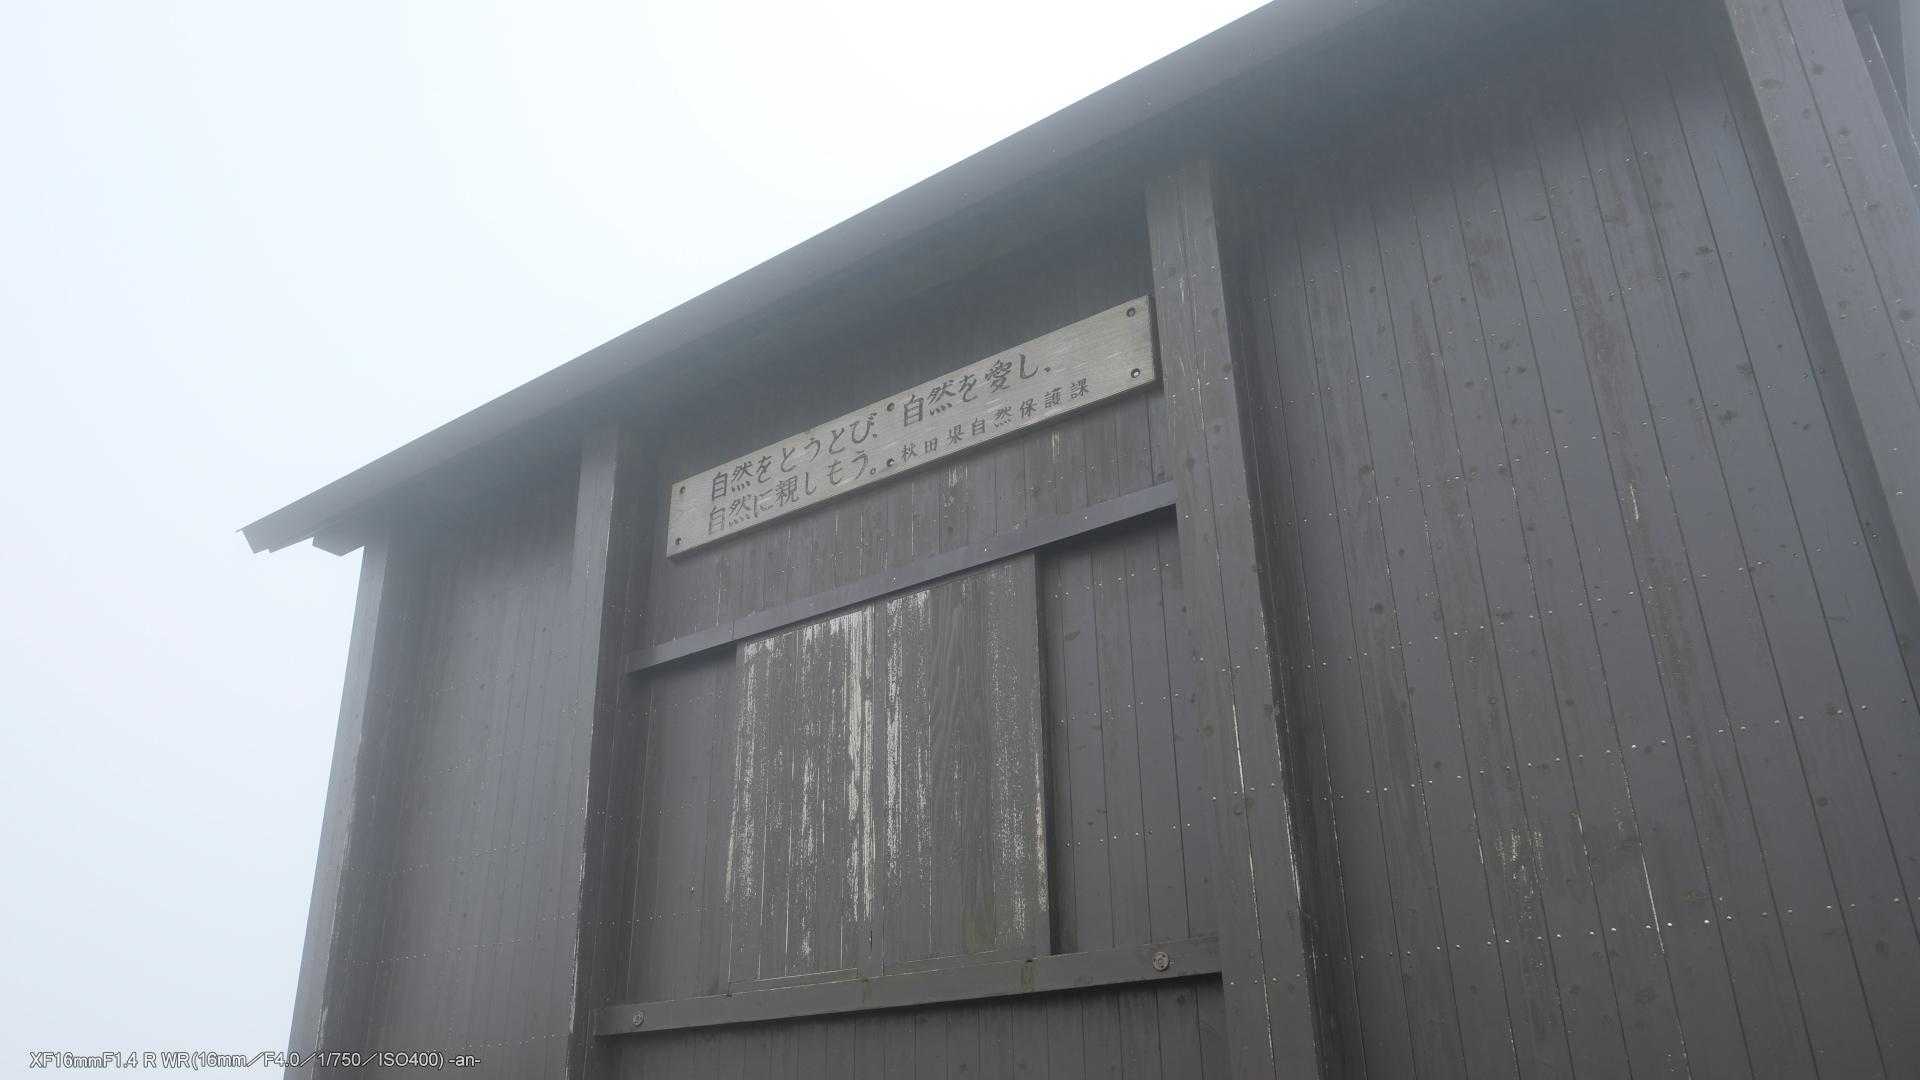 自然をとうとび、自然を愛し、
自然に親しもう。秋田県自然保護課
XF16mmF1.4 R WR(16mm／F4.0／1/750／ISO400) -an-